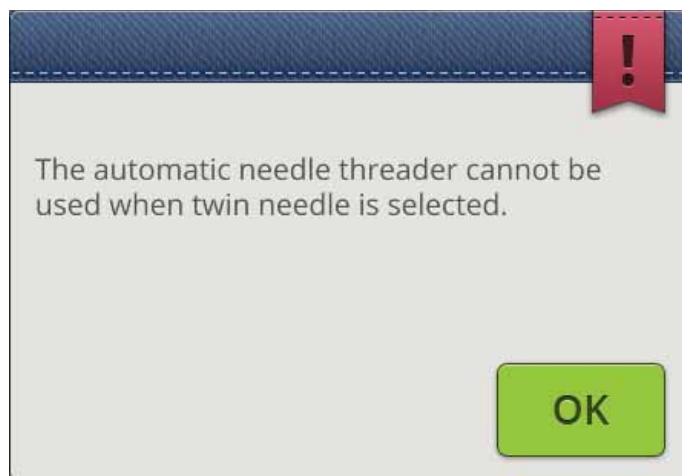 !
The automatic needle threader cannot be
used when twin needle is selected.
OK